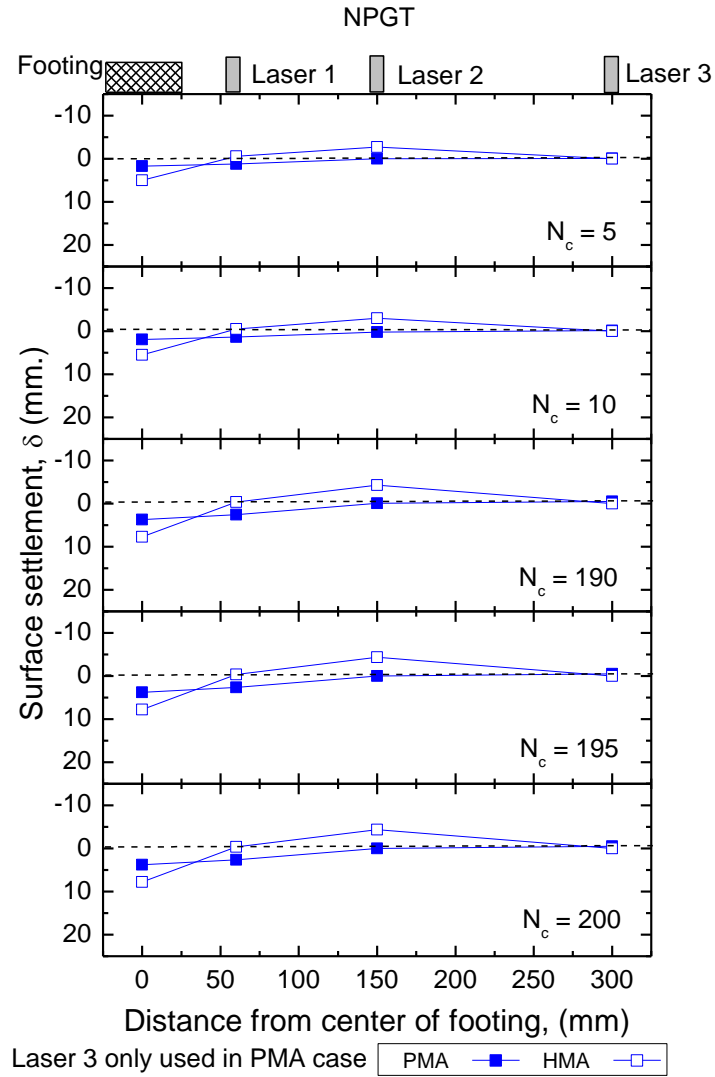 NPGT
Footing
Laser 1
Laser 2
Laser 3
-10
0
10
20
N_c = 5
-10
0
10
20
N_c = 10
-10
0
10
20
N_c = 190
-10
0
10
20
N_c = 195
-10
0
10
20
N_c = 200
Surface settlement, δ (mm.)
0 50 100 150 200 250 300
Distance from center of footing, (mm)
Laser 3 only used in PMA case PMA HMA